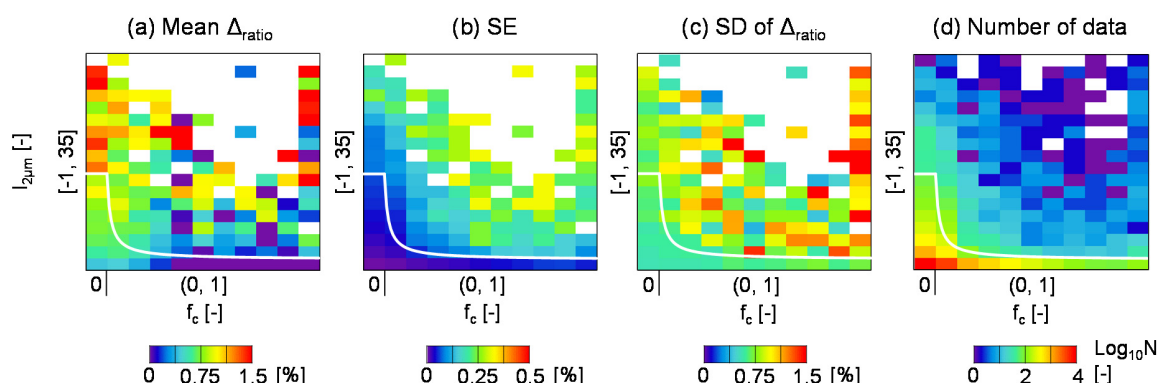 (a) Mean Δratio
(b) SE
(c) SD of Δratio
(d) Number of data
I2μm [-]
[-1, 35]
[-1, 35]
[-1, 35]
[-1, 35]
0 (0, 1]
0 (0, 1]
0 (0, 1]
0 (0, 1]
fc [-]
fc [-]
fc [-]
fc [-]
0 0.75 1.5 [%]
0 0.25 0.5 [%]
0 0.75 1.5 [%]
0 2 4 [-]
Log10N